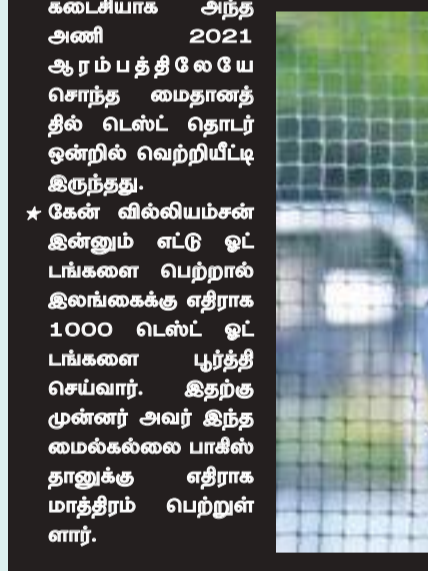 கடைசியாக அந்த
அணி 2021
ஆரம்பத்திலேயே
சொந்த மைதானத்
தில் டெஸ்ட் தொடர்
ஒன்றில் வெற்றியீட்டி
இருந்தது.
★ கேன் வில்லியம்சன்
இன்னும் எட்டு ஓட்
டங்களை பெற்றால்
இலங்கைக்கு எதிராக
1000 டெஸ்ட் ஓட்
டங்களை பூர்த்தி
செய்வார். இதற்கு
முன்னர் அவர் இந்த
மைல்கல்லை பாகிஸ்
தானுக்கு எதிராக
மாத்திரம் பெற்றுள்
ளார்.